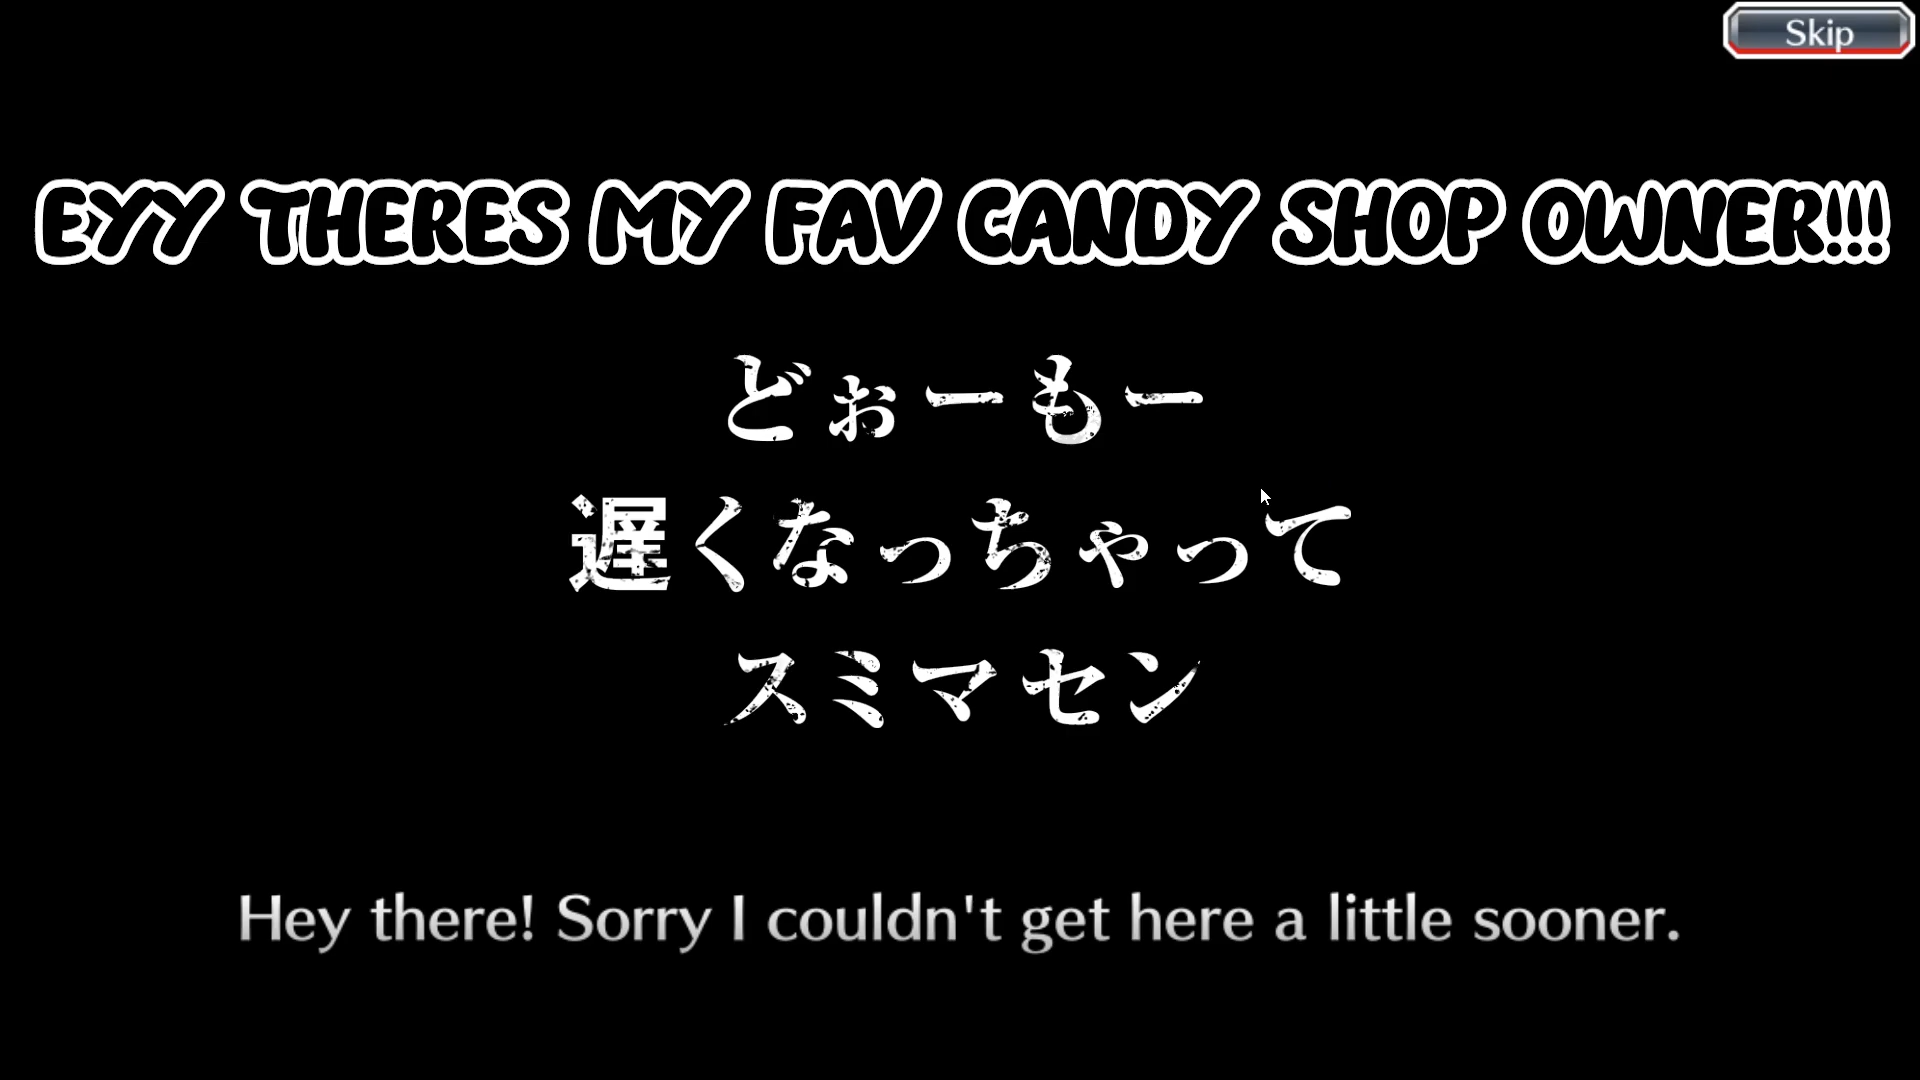 Skip
EYY THERES MY FAV CANDY SHOP OWNER!!!
どぉーもー
遅くなっちゃって
スミマセン
Hey there! Sorry I couldn't get here a little sooner.